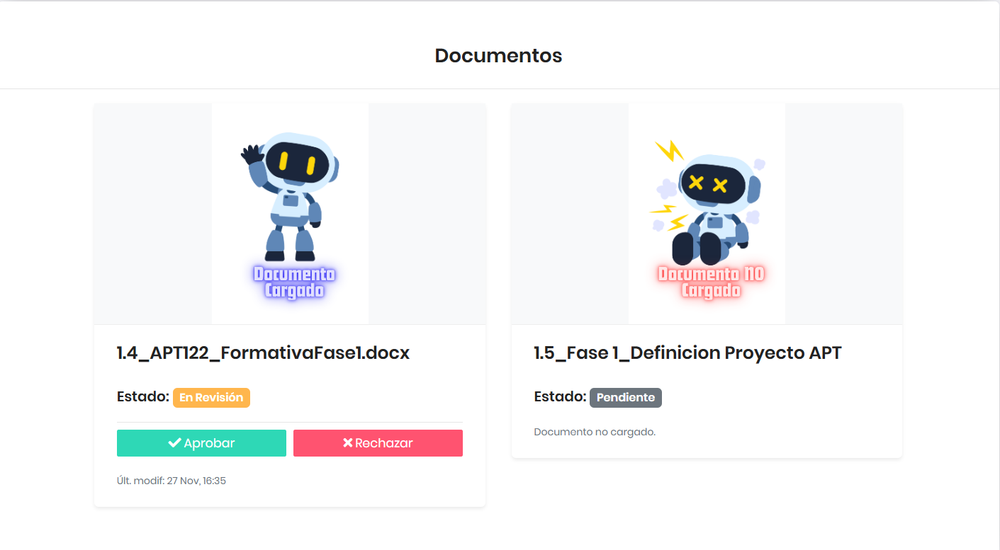 Documentos
Documento
Cargado
1.4_APT122_FormativaFase1.docx
Estado: En Revisión
Aprobar Rechazar
Últ. modif: 27 Nov, 16:35
Documento NO
Cargado
1.5_Fase 1_Definicion Proyecto APT
Estado: Pendiente
Documento no cargado.